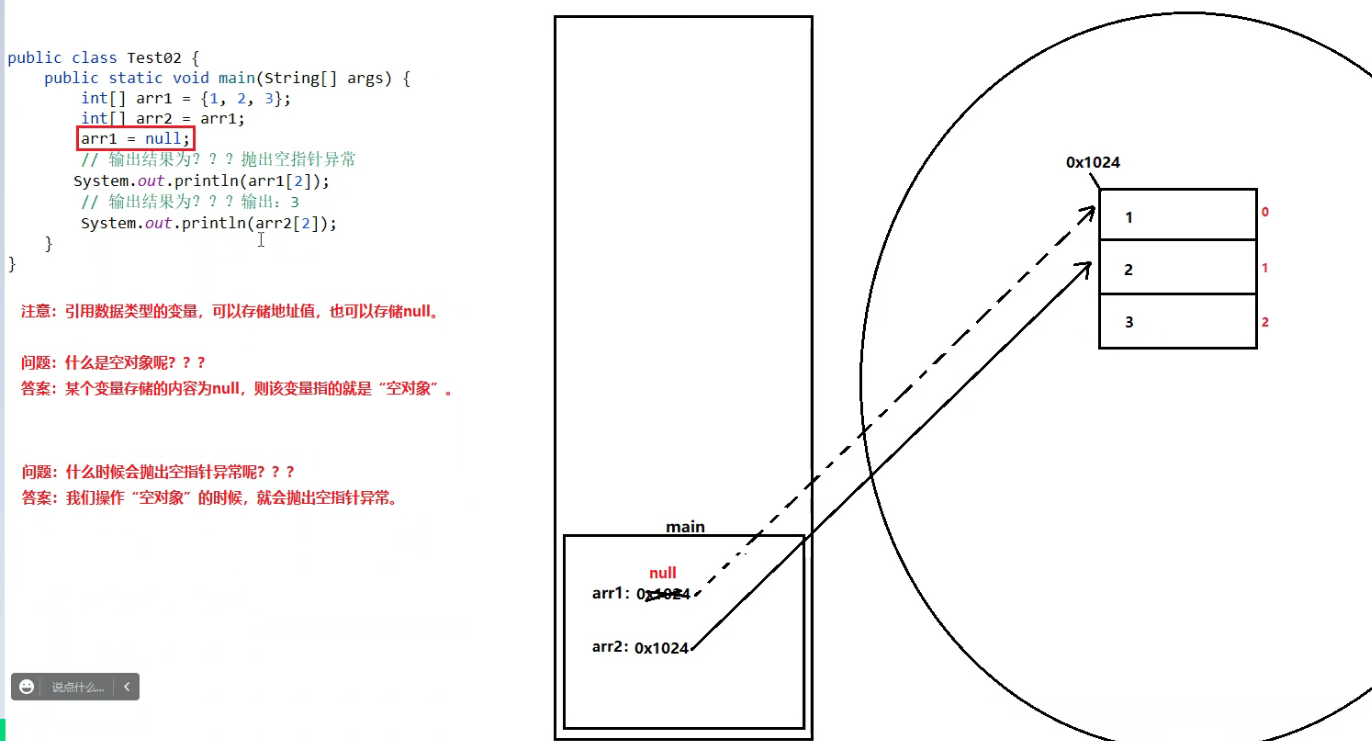 public class Test02 {
public static void main(String[] args) {
int[] arr1 = {1, 2, 3};
int[] arr2 = arr1;
arr1 = null;
// 输出结果为？？？抛出空指针异常
System.out.println(arr1[2]);
// 输出结果为？？？输出：3
System.out.println(arr2[2]);
}
}
注意：引用数据类型的变量，可以存储地址值，也可以存储null。
问题：什么是空对象呢？？？
答案：某个变量存储的内容为null，则该变量指的就是“空对象”。
问题：什么时候会抛出空指针异常呢？？？
答案：我们操作“空对象”的时候，就会抛出空指针异常。
说点什么...
main
null
arr1: 0x1024
arr2: 0x1024
0x1024
1 0
2 1
3 2